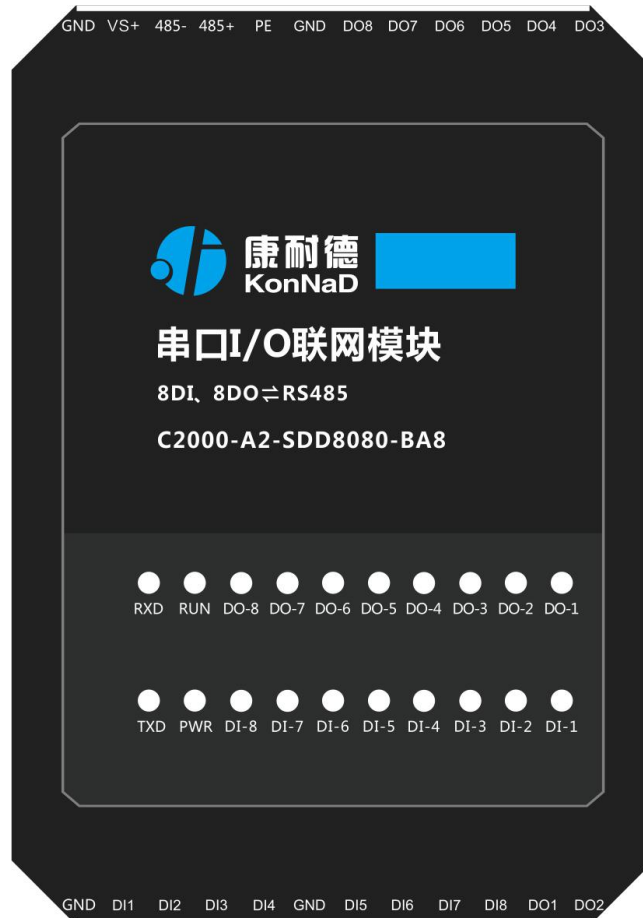 GND VS+ 485- 485+ PE GND DO8 DO7 DO6 DO5 DO4 DO3
康耐德
KonNaD
串口I/O联网模块
8DI、8DO⇌RS485
C2000-A2-SDD8080-BA8
RXD RUN DO-8 DO-7 DO-6 DO-5 DO-4 DO-3 DO-2 DO-1
TXD PWR DI-8 DI-7 DI-6 DI-5 DI-4 DI-3 DI-2 DI-1
GND DI1 DI2 DI3 DI4 GND DI5 DI6 DI7 DI8 DO1 DO2